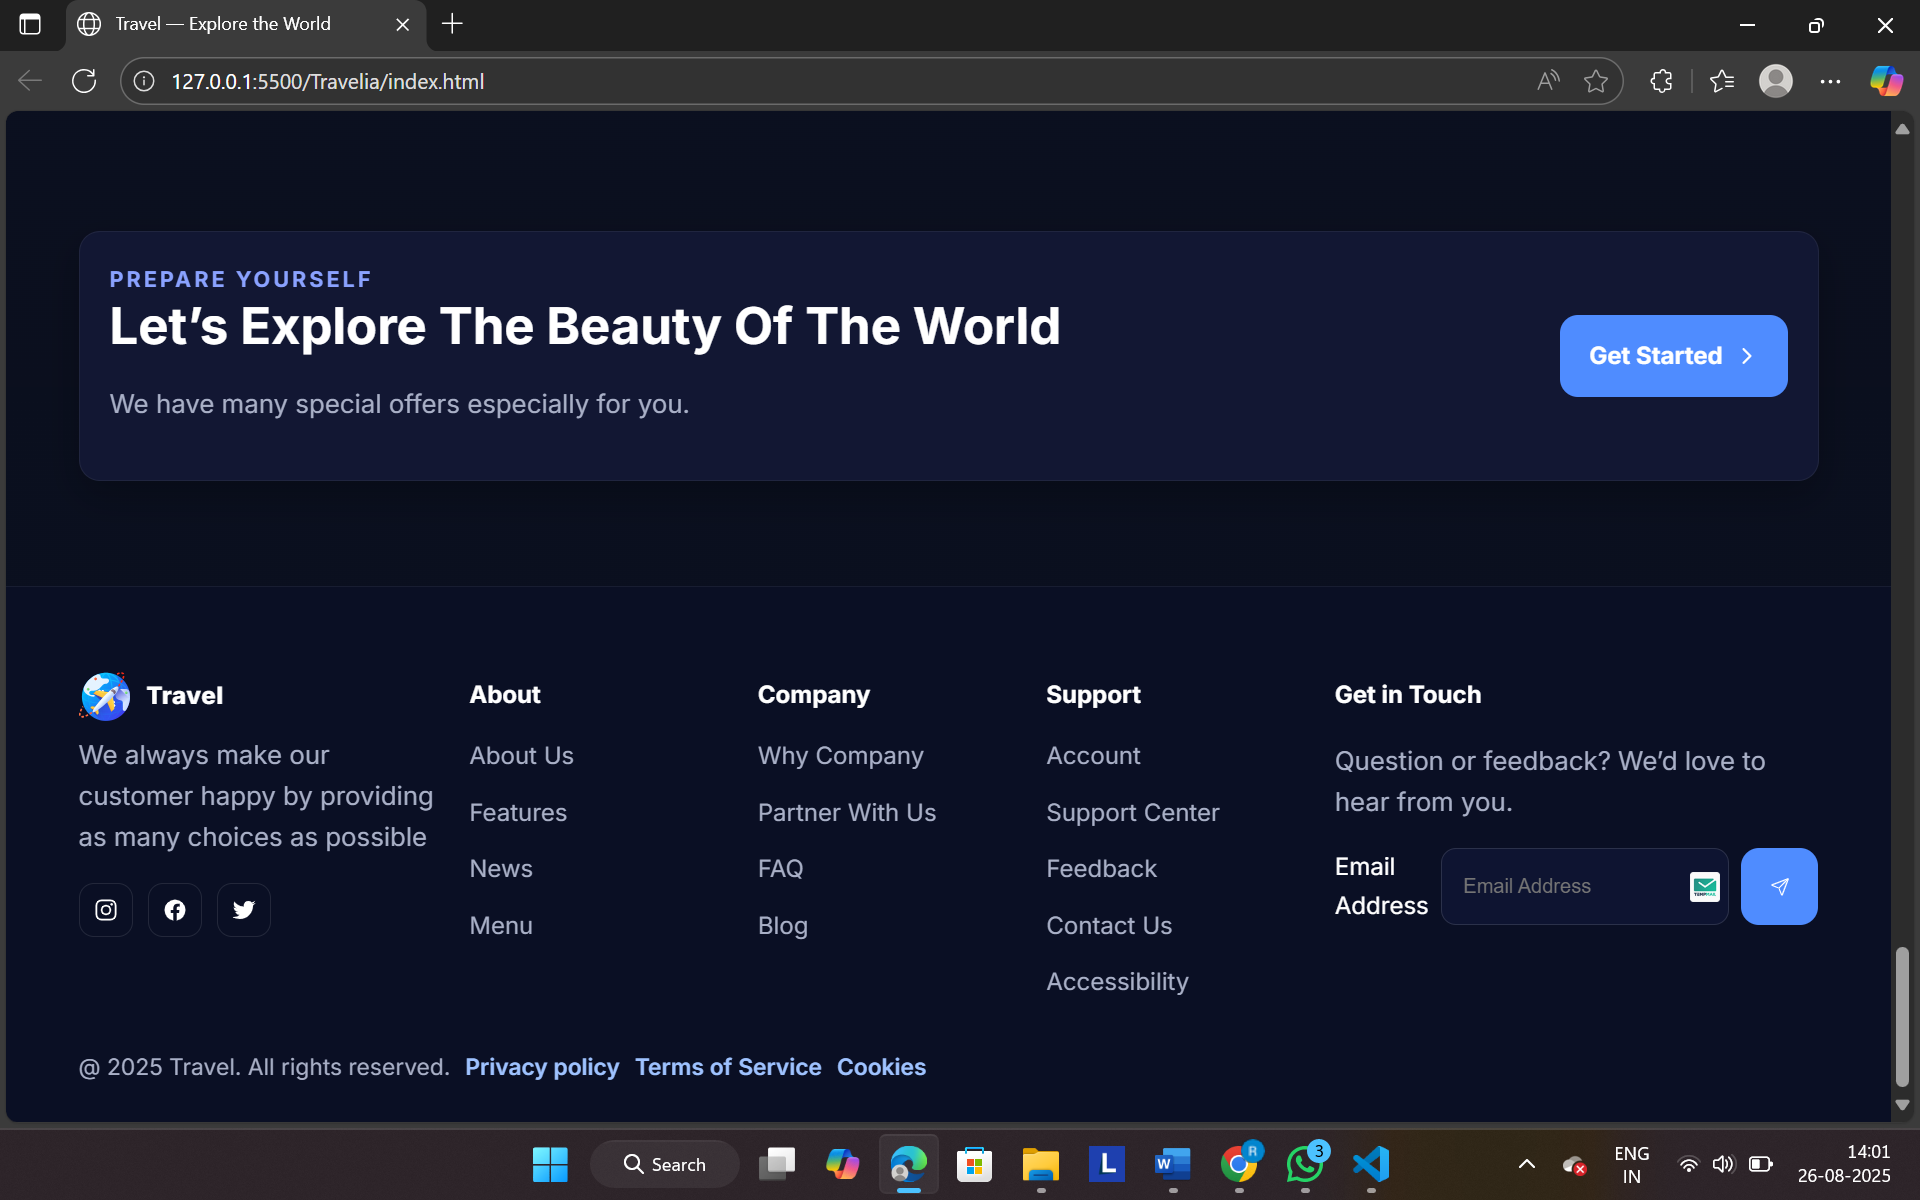 Travel — Explore the World
127.0.0.1:5500/Travelia/index.html
PREPARE YOURSELF
Let’s Explore The Beauty Of The World
We have many special offers especially for you.
Get Started
Travel
We always make our
customer happy by providing
as many choices as possible
About
About Us
Features
News
Menu
Company
Why Company
Partner With Us
FAQ
Blog
Support
Account
Support Center
Feedback
Contact Us
Accessibility
Get in Touch
Question or feedback? We’d love to
hear from you.
Email
Address
Email Address
@ 2025 Travel. All rights reserved. Privacy policy Terms of Service Cookies
Search
L
W
R
3
ENG
IN
14:01
26-08-2025